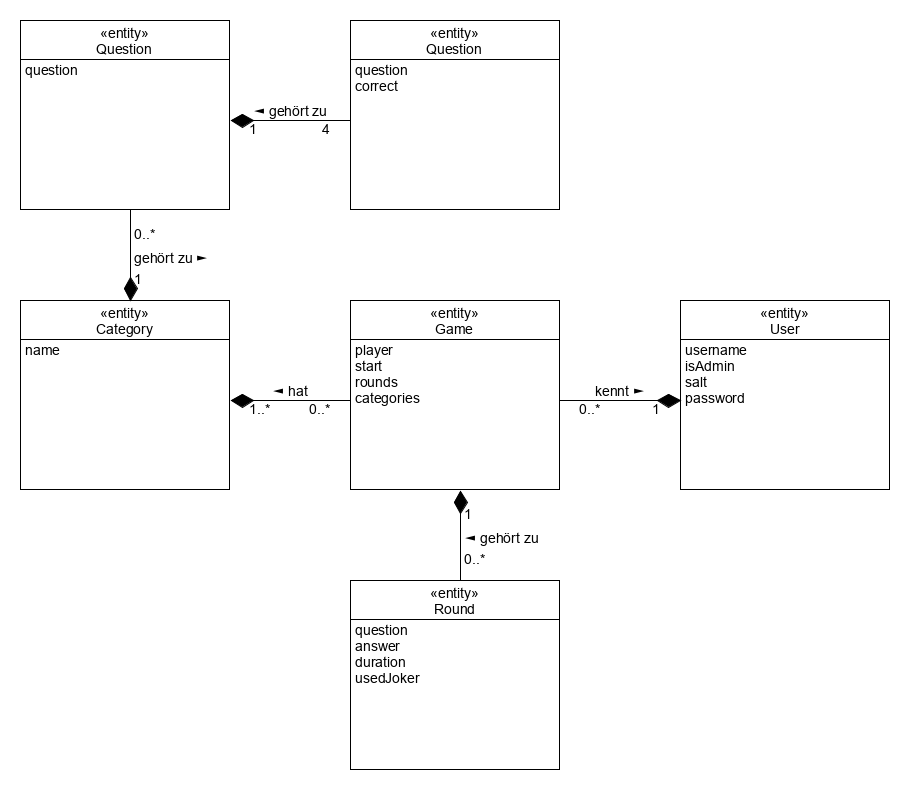 «entity»
Question
question
«entity»
Question
question
correct
◄ gehört zu
1
4
0..*
gehört zu ►
1
«entity»
Category
name
«entity»
Game
player
start
rounds
categories
«entity»
User
username
isAdmin
salt
password
◄ hat
1..*
0..*
kennt ►
0..*
1
1
◄ gehört zu
0..*
«entity»
Round
question
answer
duration
usedJoker